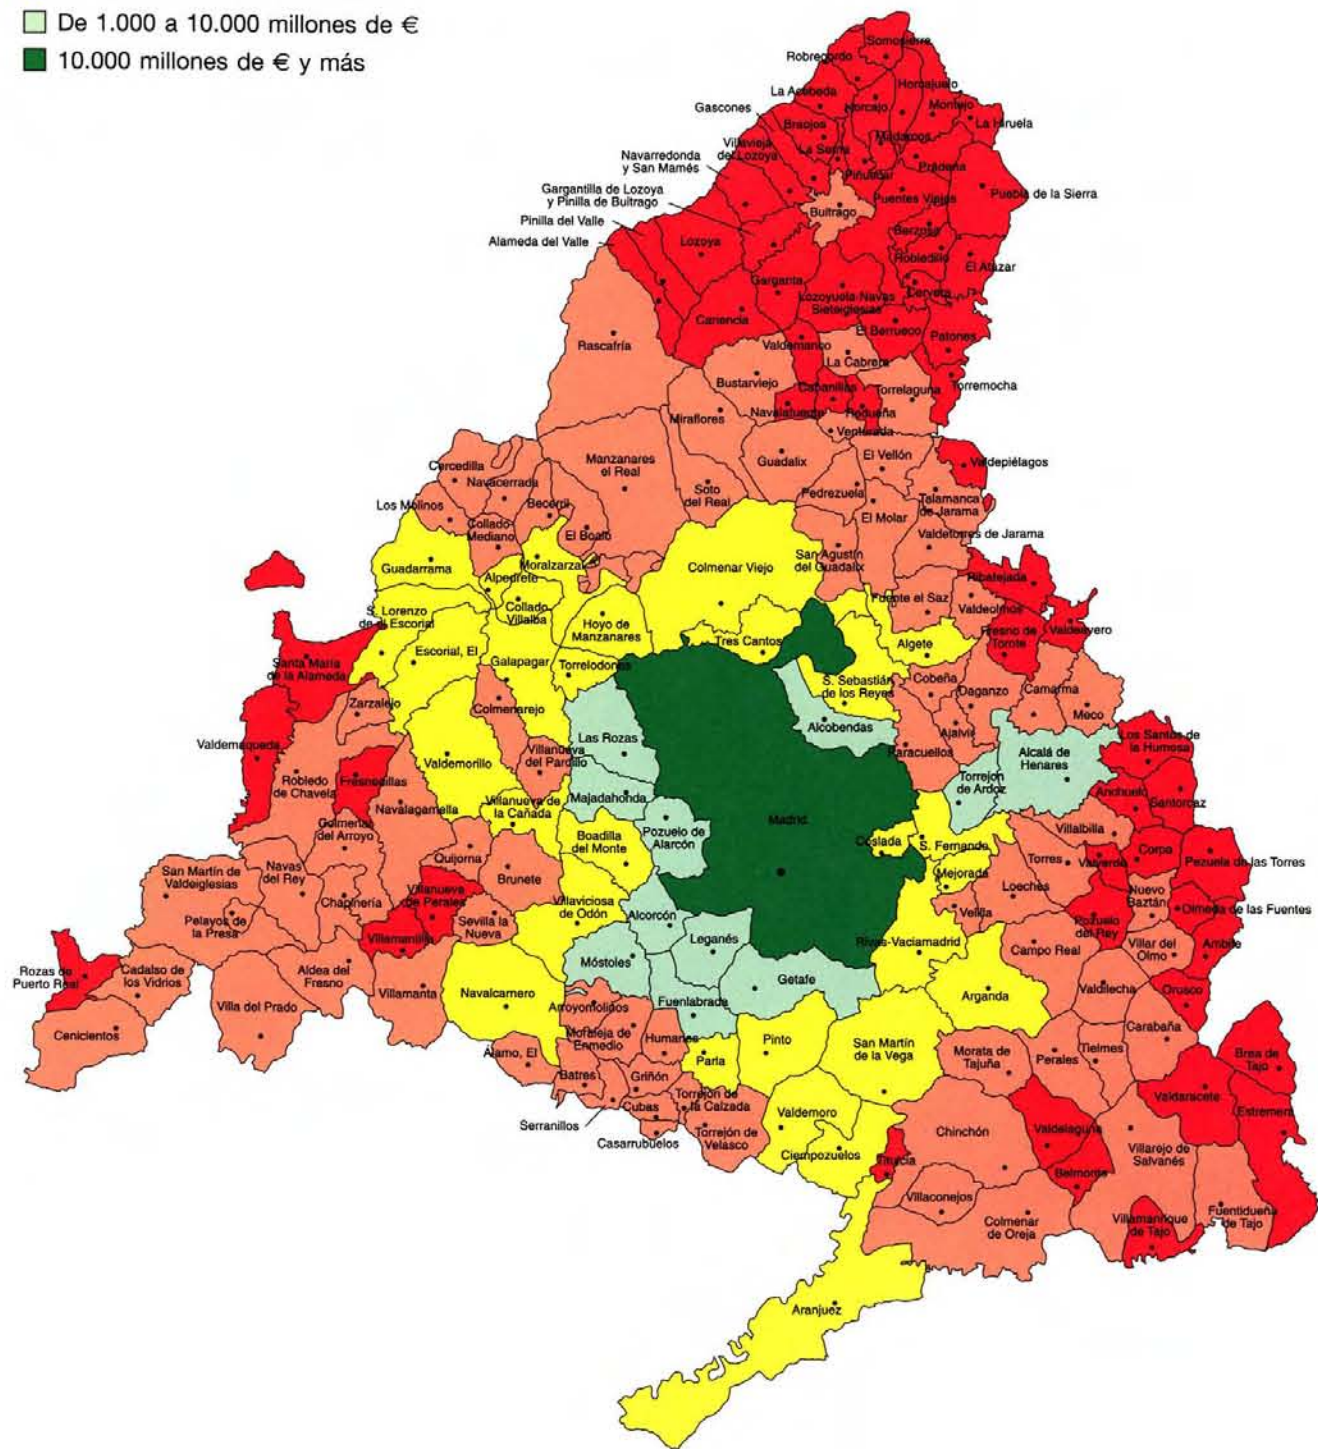 De 1.000 a 10.000 millones de €
10.000 millones de € y más
Somosierre
Robregordo
Horcajuelo
La Acebeda
Horcajo
Montejo
La Hiruela
Gascones
Braojos
Madarcos
Villavieja
del Lozoya
La Serna
Prádena
Navarredonda
y San Mamés
Piñuécar
Puebla de la Sierra
Gargantilla de Lozoya
y Pinilla de Buitrago
Puentes Viejas
Buitrago
Pinilla del Valle
Berzosa
Alameda del Valle
Lozoya
Robledillo
El Atazar
Garganta
Cervera
Lozoyuela-Navas
Sieteiglesias
Canencia
El Berrueco
Patones
Rascafría
Valdemanco
La Cabrera
Bustarviejo
Torremocha
Cabanillas
Torrelaguna
Navalafuente
Redueña
Miraflores
Venturada
Manzanares
el Real
Guadalix
El Vellón
Valdepiélagos
Cercedilla
Navacerrada
Soto
del Real
Pedrezuela
Talamanca
de Jarama
Los Molinos
Becerril
El Molar
Collado
Mediano
El Boalo
Valdetorres de Jarama
San Agustín
del Guadalix
Guadarrama
Moralzarzal
Colmenar Viejo
Alpedrete
Ribatejada
Fuente el Saz
Collado
Villalba
Valdeolmos
S. Lorenzo
de el Escorial
Hoyo de
Manzanares
Valdeavero
Fresno de
Torote
Tres Cantos
Algete
Escorial, El
Galapagar
Torrelodones
Santa María
de la Alameda
S. Sebastián
de los Reyes
Cobeña
Daganzo
Camarma
Zarzalejo
Colmenarejo
Meco
Alcobendas
Ajalvir
Las Rozas
Los Santos de
la Humosa
Valdemaqueda
Villanueva
del Pardillo
Paracuellos
Alcalá de
Henares
Robledo
de Chavela
Fresnedillas
Valdemorillo
Torrejón
de Ardoz
Anchuelo
Santorcaz
Majadahonda
Navalagamella
Villanueva de
la Cañada
Colmenar
del Arroyo
Madrid
Villalbilla
Boadilla
del Monte
Pozuelo de
Alarcón
Coslada
S. Fernando
Corpa
Pezuela de las Torres
Quijorna
Torres
Valverde
San Martín de
Valdeiglesias
Navas
del Rey
Brunete
Mejorada
Loeches
Nuevo
Baztán
Villanueva
de Perales
Chapinería
Villaviciosa
de Odón
Velilla
Olmeda de las Fuentes
Pelayos de
la Presa
Sevilla la
Nueva
Alcorcón
Pozuelo
del Rey
Villamantilla
Leganés
Rivas-Vaciamadrid
Campo Real
Villar del
Olmo
Ambite
Rozas de
Puerto Real
Cadalso de
los Vidrios
Aldea del
Fresno
Móstoles
Getafe
Valdilecha
Orusco
Villa del Prado
Villamanta
Navalcarnero
Fuenlabrada
Arganda
Cenicientos
Arroyomolinos
Carabaña
Moraleja de
Enmedio
Humanes
Pinto
San Martín
de la Vega
Morata de
Tajuña
Perales
Tielmes
Álamo, El
Parla
Brea de
Tajo
Batres
Griñón
Valdaracete
Cubas
Torrejón de
la Calzada
Valdemoro
Estremera
Serranillos
Chinchón
Valdelaguna
Casarrubuelos
Torrejón de
Velasco
Ciempozuelos
Villarejo de
Salvanés
Titulcia
Belmonte
Villaconejos
Colmenar
de Oreja
Villamanrique
de Tajo
Fuentidueña
de Tajo
Aranjuez